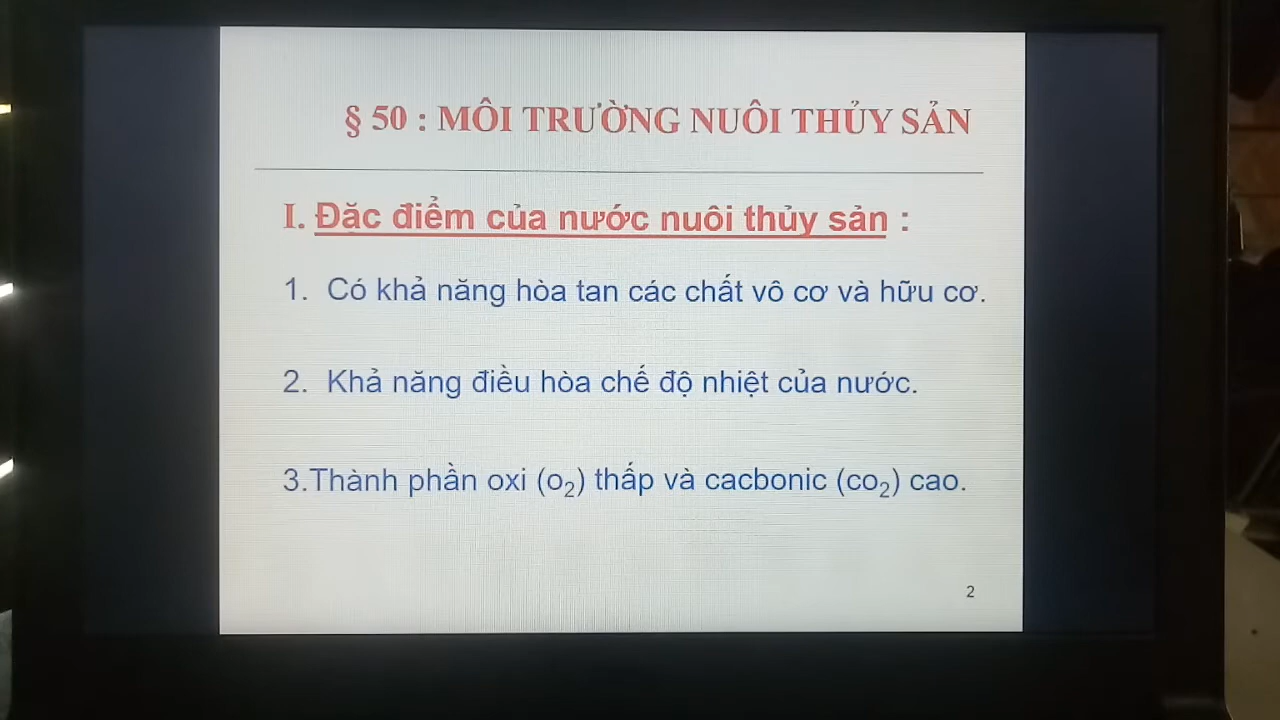 § 50 : MÔI TRƯỜNG NUÔI THỦY SẢN
I. Đặc điểm của nước nuôi thủy sản :
1. Có khả năng hòa tan các chất vô cơ và hữu cơ.
2. Khả năng điều hòa chế độ nhiệt của nước.
3.Thành phần oxi (o₂) thấp và cacbonic (co₂) cao.
2